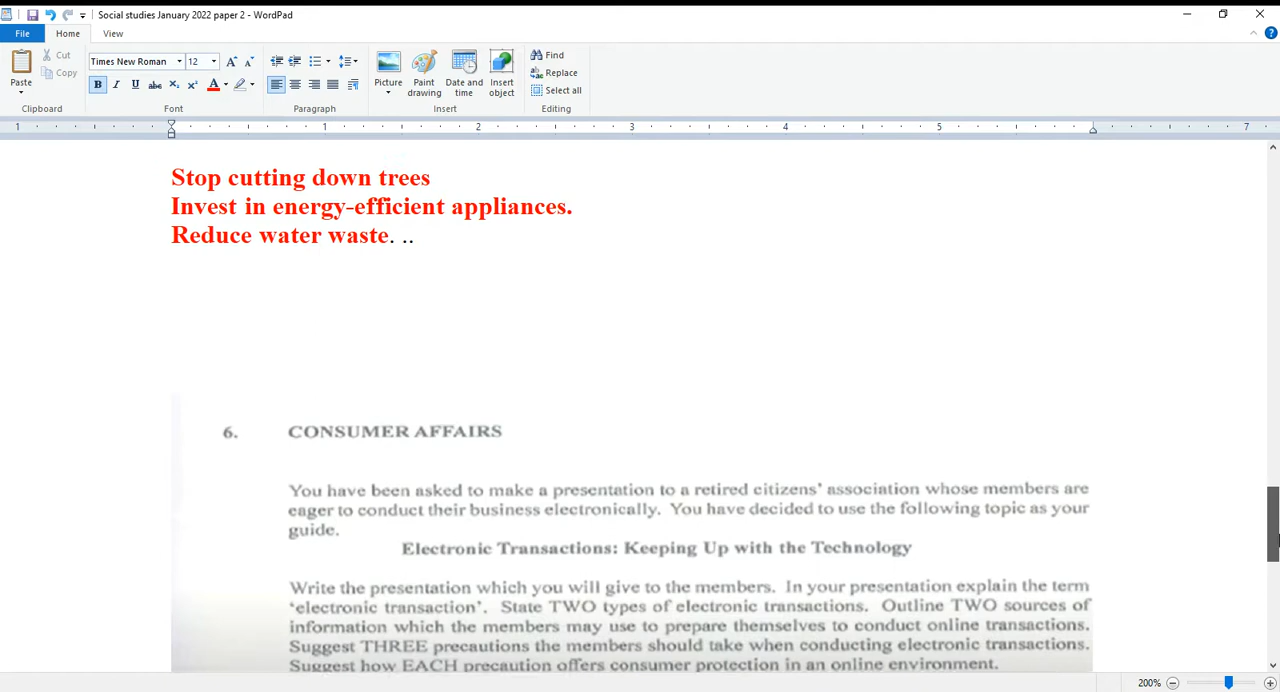 Social studies January 2022 paper 2 - WordPad
File Home View
Cut
Copy
Paste
Clipboard
Times New Roman 12
Font
Paragraph
Picture
Paint drawing
Date and time
Insert object
Insert
Find
Replace
Select all
Editing
1 1 2 3 4 5 7
Stop cutting down trees
Invest in energy-efficient appliances.
Reduce water waste. ..
6. CONSUMER AFFAIRS
You have been asked to make a presentation to a retired citizens' association whose members are
eager to conduct their business electronically. You have decided to use the following topic as your
guide.
Electronic Transactions: Keeping Up with the Technology
Write the presentation which you will give to the members. In your presentation explain the term
'electronic transaction'. State TWO types of electronic transactions. Outline TWO sources of
information which the members may use to prepare themselves to conduct online transactions.
Suggest THREE precautions the members should take when conducting electronic transactions.
Suggest how EACH precaution offers consumer protection in an online environment.
200%